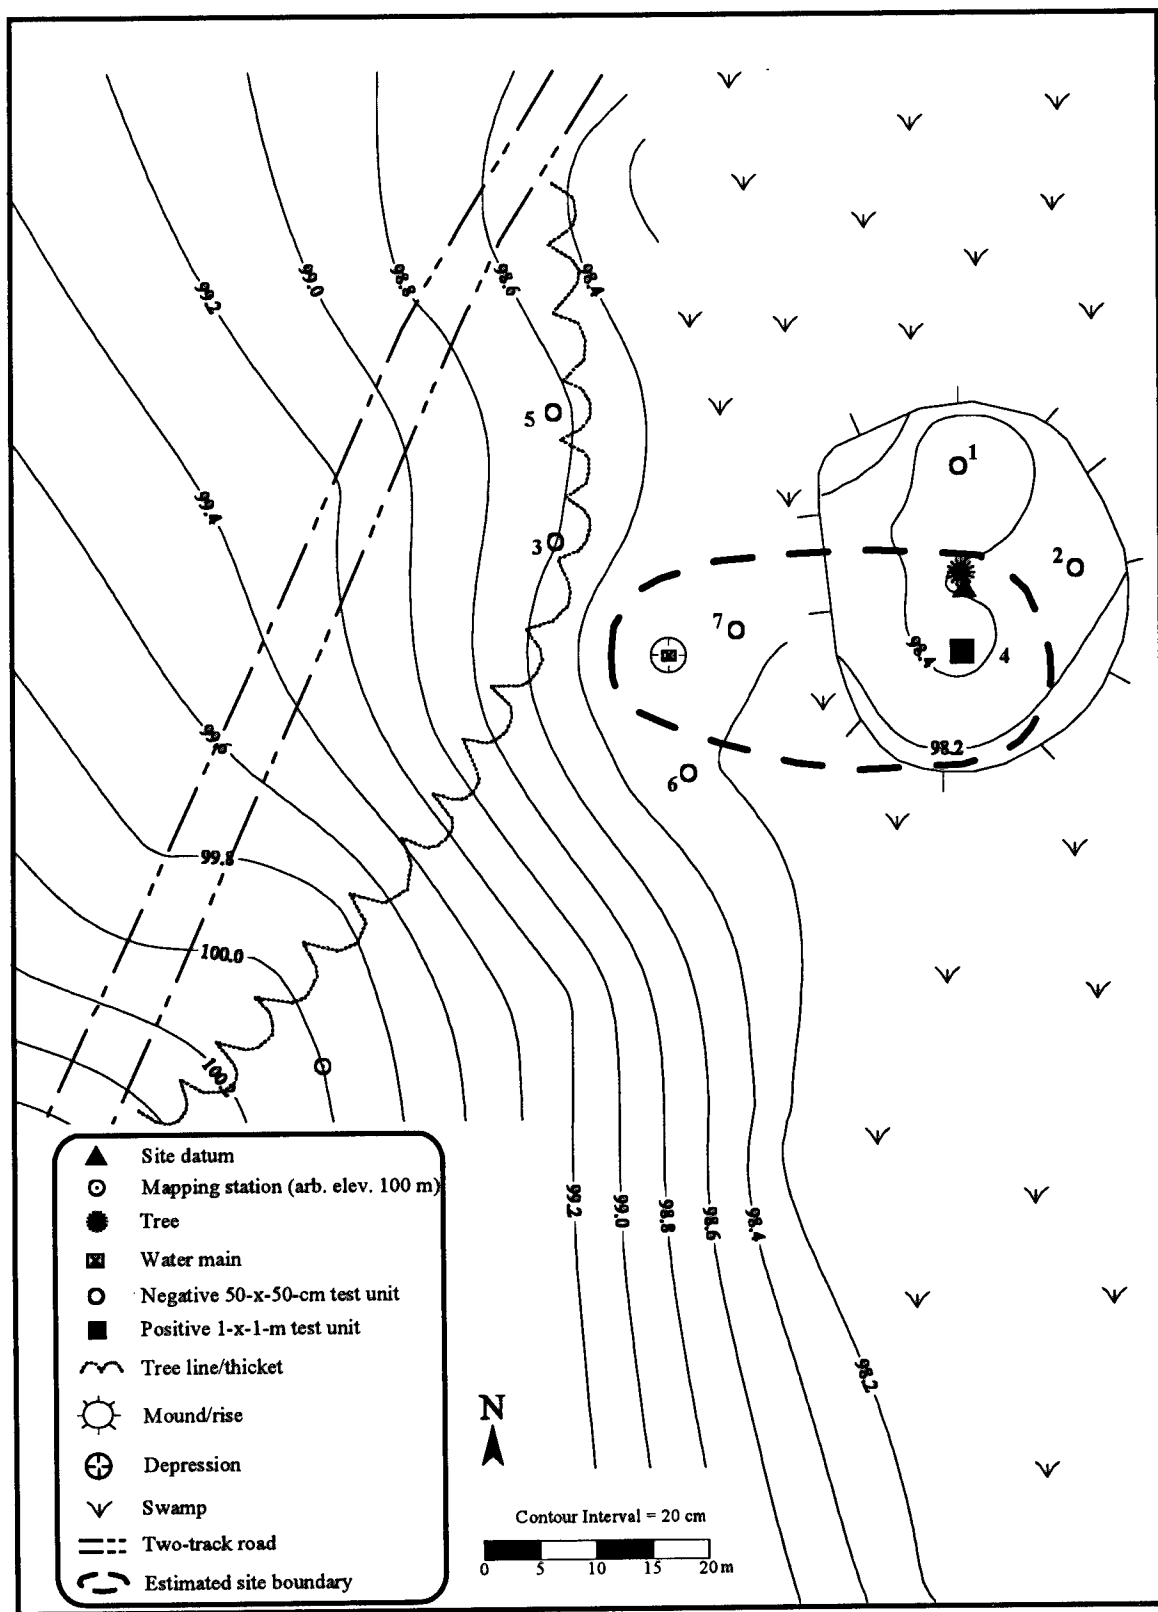 98.4
98.6
98.8
99.0
99.2
5
1
99.4
3
2
7
4
98.4
99.6
98.2
6
99.8
100.0
100.2
Site datum
Mapping station (arb. elev. 100 m)
Tree
Water main
Negative 50-x-50-cm test unit
Positive 1-x-1-m test unit
Tree line/thicket
Mound/rise
Depression
Swamp
Two-track road
Estimated site boundary
99.2
99.0
98.8
98.6
98.4
98.2
N
Contour Interval = 20 cm
0 5 10 15 20 m